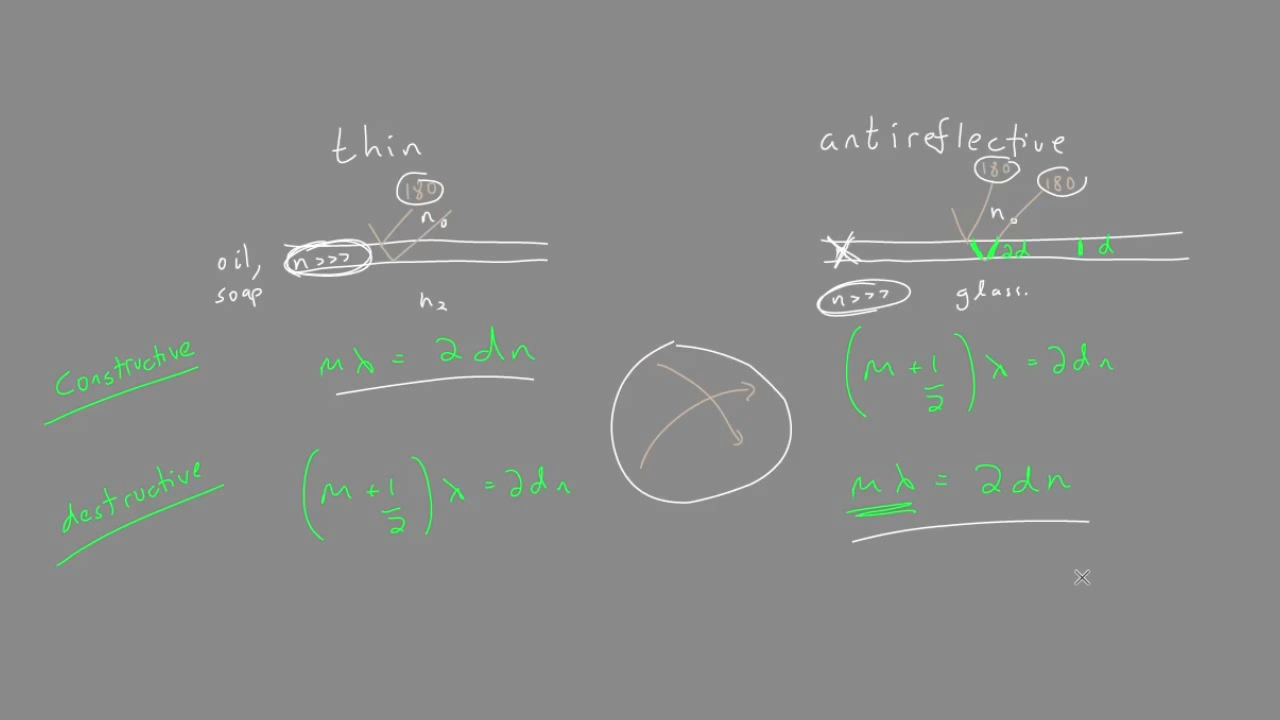 thin
antireflective
180
180
180
n₀
n₀
oil,
soap
n>>>
2d
d
n₂
n>>>
glass.
Constructive
mλ = 2dn
(m + 1/2) λ = 2dn
destructive
(m + 1/2) λ = 2dn
mλ = 2dn